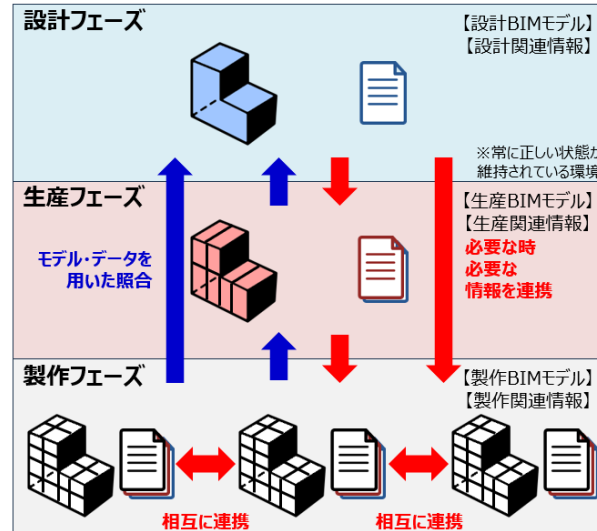 設計フェーズ
【設計BIMモデル】
【設計関連情報】
※常に正しい状態が
維持されている環境
生産フェーズ
【生産BIMモデル】
【生産関連情報】
モデル・データを
用いた照合
必要な時
必要な
情報を連携
製作フェーズ
【製作BIMモデル】
【製作関連情報】
相互に連携
相互に連携